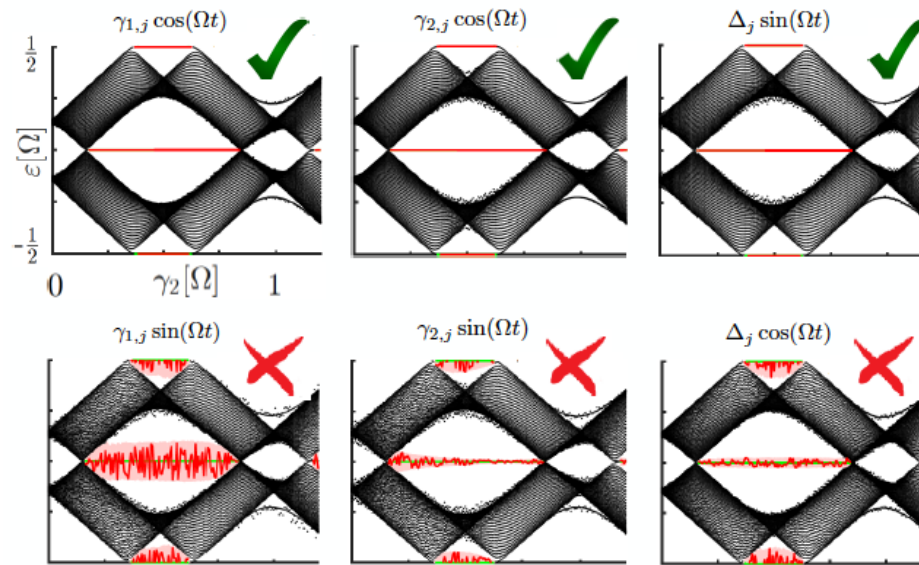 γ₁,ⱼ cos(Ωt) γ₂,ⱼ cos(Ωt) Δⱼ sin(Ωt)
1/2
ε[Ω]
-1/2
0 γ₂[Ω] 1
γ₁,ⱼ sin(Ωt) γ₂,ⱼ sin(Ωt) Δⱼ cos(Ωt)